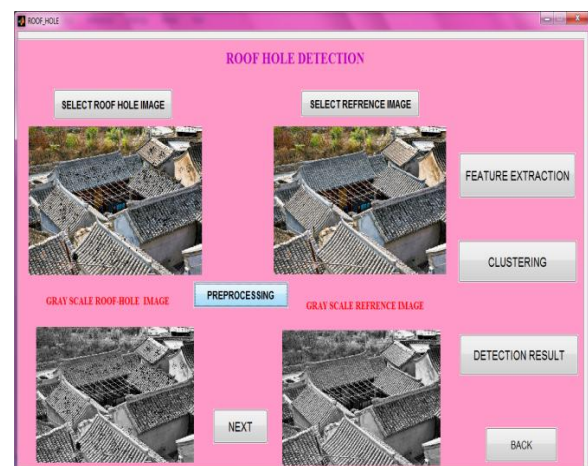 ROOF_HOLE
ROOF HOLE DETECTION
SELECT ROOF HOLE IMAGE
SELECT REFRENCE IMAGE
FEATURE EXTRACTION
CLUSTERING
PREPROCESSING
GRAY SCALE ROOF-HOLE IMAGE
GRAY SCALE REFRENCE IMAGE
DETECTION RESULT
NEXT
BACK